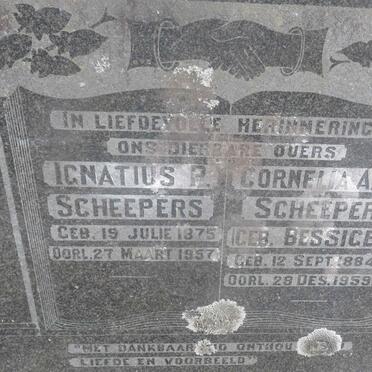 IN LIEFDEVOLLE HERINNERING
ONS DIERBARE OUERS
IGNATIUS P.
SCHEEPERS
GEB. 19 JULIE 1875
OORL. 27 MAART 1957
CORNELIA A
SCHEEPER
(GEB. BESSIGE
GEB. 12 SEPT. 1884
OORL. 28 DES. 1959
"MET DANKBAAR ONTHOU
LIEFDE EN VOORBEELD"